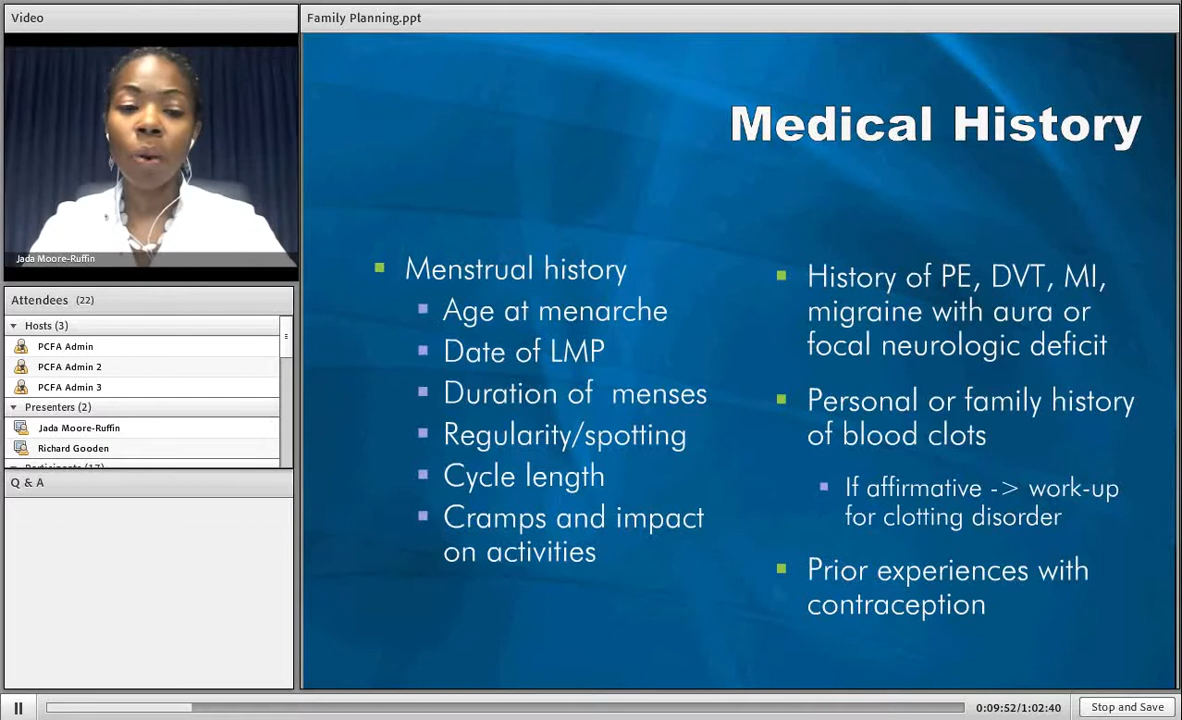 Video
Jada Moore-Ruffin
Attendees (22)
Hosts (3)
PCFA Admin
PCFA Admin 2
PCFA Admin 3
Presenters (2)
Jada Moore-Ruffin
Richard Gooden
Participants (17)
Q & A
Family Planning.ppt
Medical History
Menstrual history
Age at menarche
Date of LMP
Duration of menses
Regularity/spotting
Cycle length
Cramps and impact
on activities
History of PE, DVT, MI,
migraine with aura or
focal neurologic deficit
Personal or family history
of blood clots
If affirmative -> work-up
for clotting disorder
Prior experiences with
contraception
0:09:52/1:02:40
Stop and Save